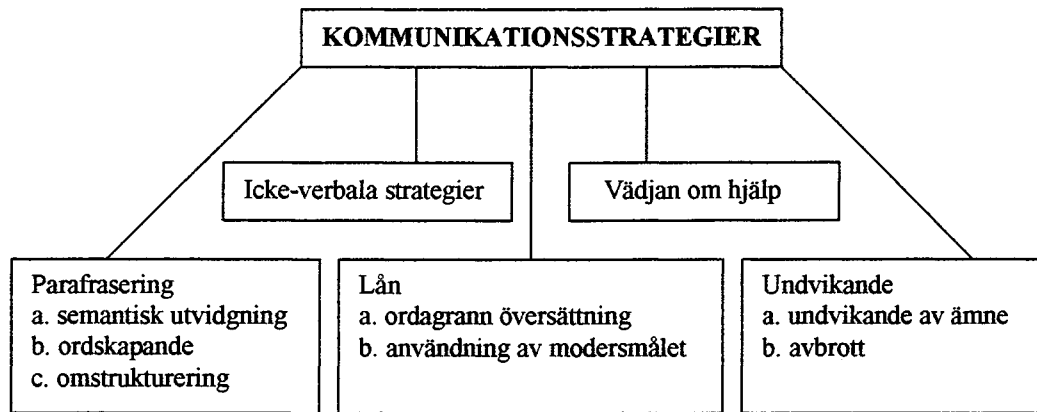 KOMMUNIKATIONSSTRATEGIER
Icke-verbala strategier
Vädjan om hjälp
Parafrasering
a. semantisk utvidgning
b. ordskapande
c. omstrukturering
Lån
a. ordagrann översättning
b. användning av modersmålet
Undvikande
a. undvikande av ämne
b. avbrott